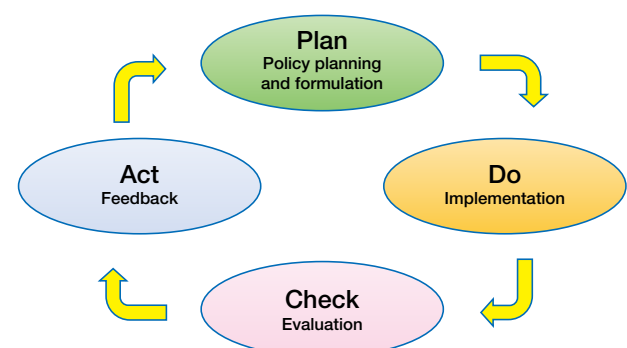 Plan
Policy planning
and formulation
Act
Feedback
Do
Implementation
Check
Evaluation